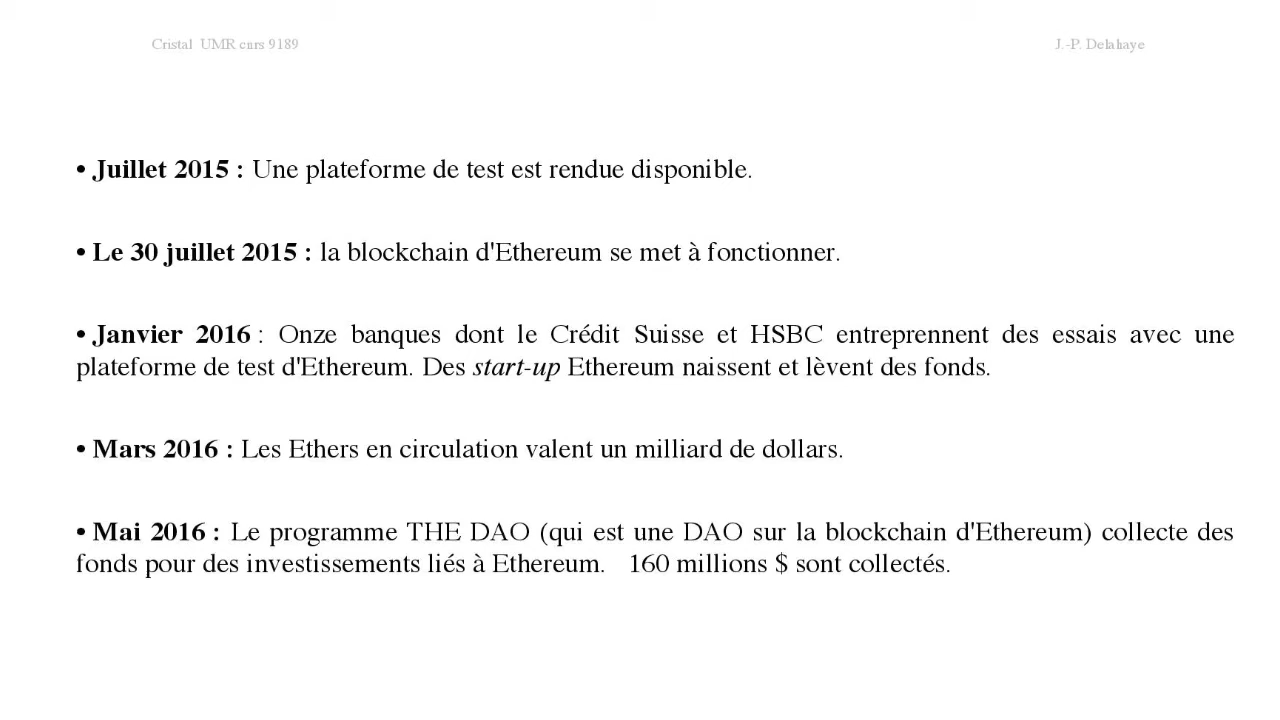 Cristal UMR cnrs 9189
J.-P. Delahaye
• Juillet 2015 : Une plateforme de test est rendue disponible.
• Le 30 juillet 2015 : la blockchain d'Ethereum se met à fonctionner.
• Janvier 2016 : Onze banques dont le Crédit Suisse et HSBC entreprennent des essais avec une
plateforme de test d'Ethereum. Des start-up Ethereum naissent et lèvent des fonds.
• Mars 2016 : Les Ethers en circulation valent un milliard de dollars.
• Mai 2016 : Le programme THE DAO (qui est une DAO sur la blockchain d'Ethereum) collecte des
fonds pour des investissements liés à Ethereum. 160 millions $ sont collectés.